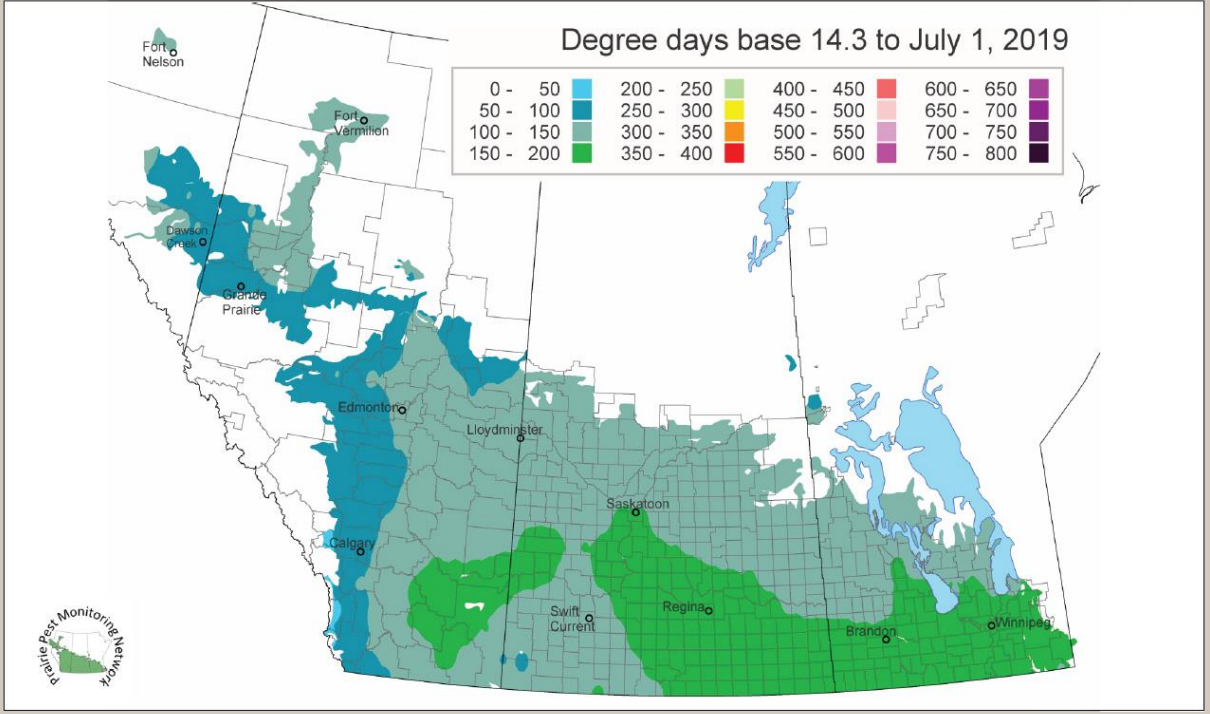 Degree days base 14.3 to July 1, 2019
0 - 50 200 - 250 400 - 450 600 - 650
50 - 100 250 - 300 450 - 500 650 - 700
100 - 150 300 - 350 500 - 550 700 - 750
150 - 200 350 - 400 550 - 600 750 - 800
Fort
Nelson
Fort
Vermilion
Dawson
Creek
Grande
Prairie
Edmonton
Lloydminster
Saskatoon
Calgary
Swift
Current
Regina
Brandon
Winnipeg
Prairie Pest Monitoring Network